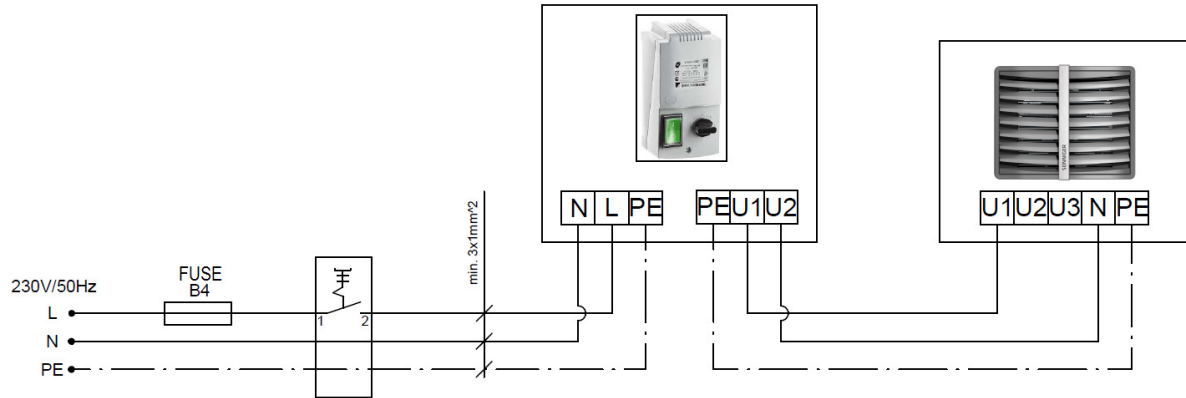 N L PE
PE U1 U2
U1 U2 U3 N PE
min. 3x1mm^2
230V/50Hz
FUSE
B4
L
1 2
N
PE